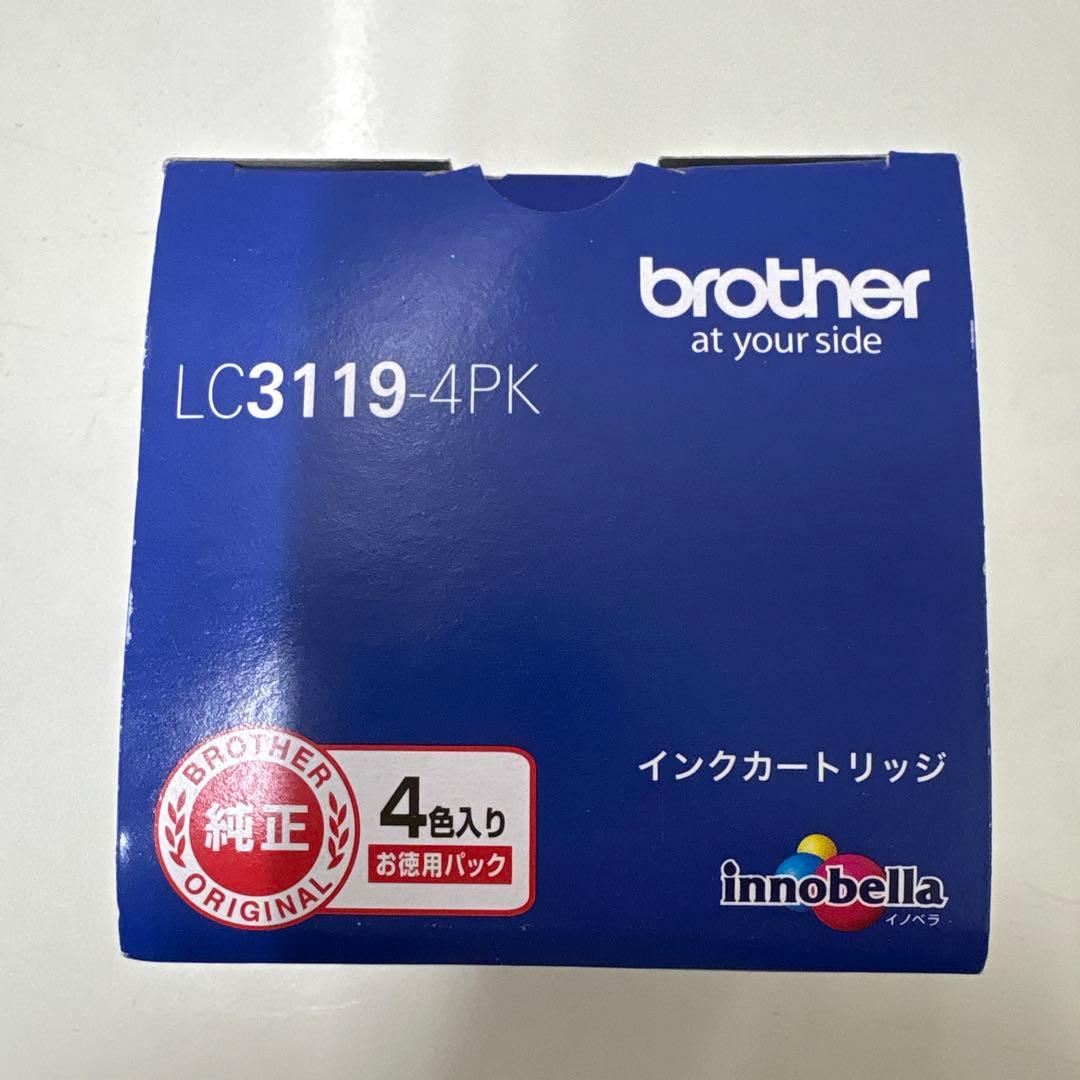 brother
at your side
LC3119-4PK
インクカートリッジ
BROTHER
純正
ORIGINAL
4色入り
お徳用パック
innobella
イノベラ